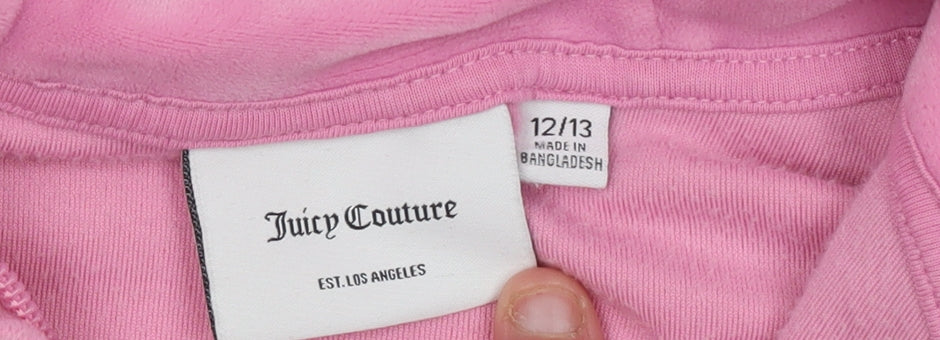 Juicy Couture
EST. LOS ANGELES
12/13
MADE IN
BANGLADESH